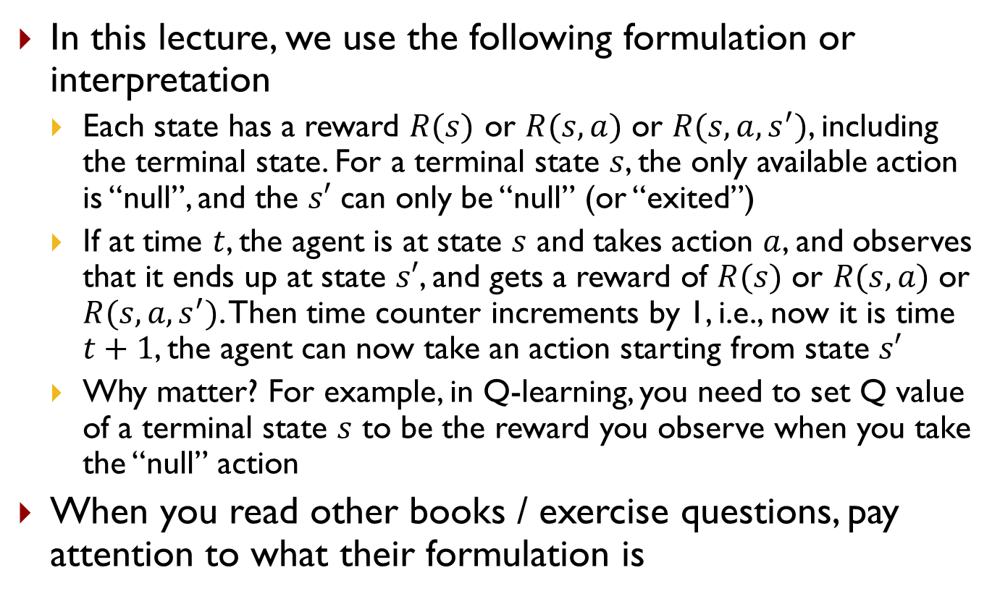 In this lecture, we use the following formulation or
interpretation
Each state has a reward R(s) or R(s, a) or R(s, a, s′), including
the terminal state. For a terminal state s, the only available action
is “null”, and the s′ can only be “null” (or “exited”)
If at time t, the agent is at state s and takes action a, and observes
that it ends up at state s′, and gets a reward of R(s) or R(s, a) or
R(s, a, s′). Then time counter increments by 1, i.e., now it is time
t + 1, the agent can now take an action starting from state s′
Why matter? For example, in Q-learning, you need to set Q value
of a terminal state s to be the reward you observe when you take
the “null” action
When you read other books / exercise questions, pay
attention to what their formulation is